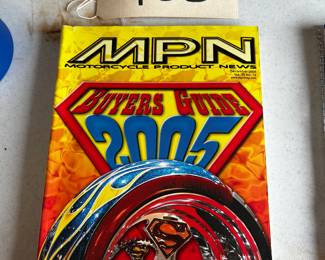 MPN
MOTORCYCLE PRODUCT NEWS
BUYERS GUIDE
2005